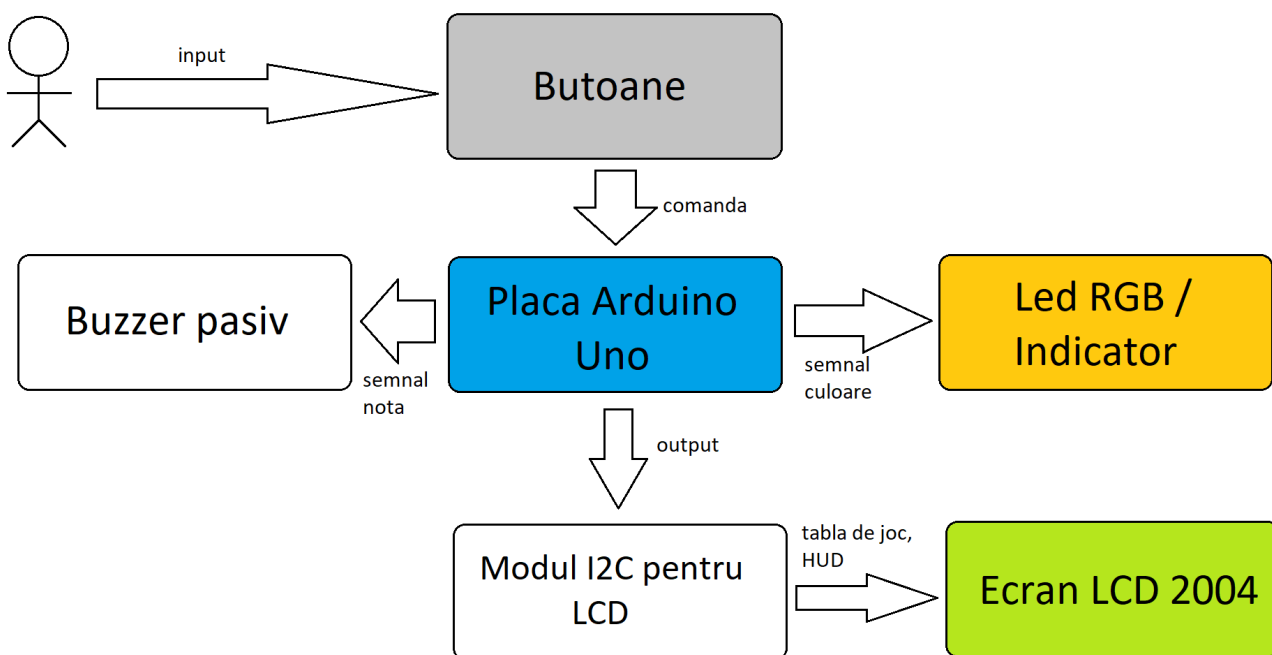 input
Butoane
comanda
Buzzer pasiv
semnal
nota
Placa Arduino
Uno
semnal
culoare
Led RGB /
Indicator
output
Modul I2C pentru
LCD
tabla de joc,
HUD
Ecran LCD 2004